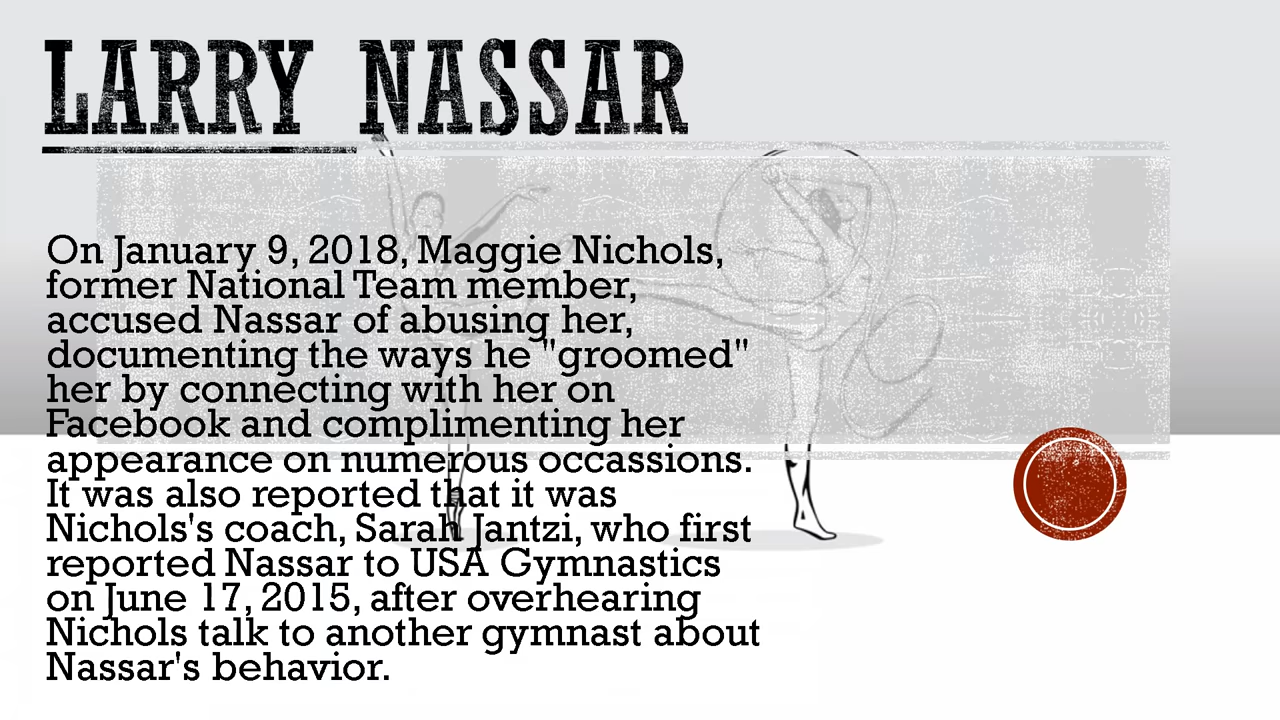 LARRY NASSAR
On January 9, 2018, Maggie Nichols,
former National Team member,
accused Nassar of abusing her,
documenting the ways he "groomed"
her by connecting with her on
Facebook and complimenting her
appearance on numerous occassions.
It was also reported that it was
Nichols's coach, Sarah Jantzi, who first
reported Nassar to USA Gymnastics
on June 17, 2015, after overhearing
Nichols talk to another gymnast about
Nassar's behavior.